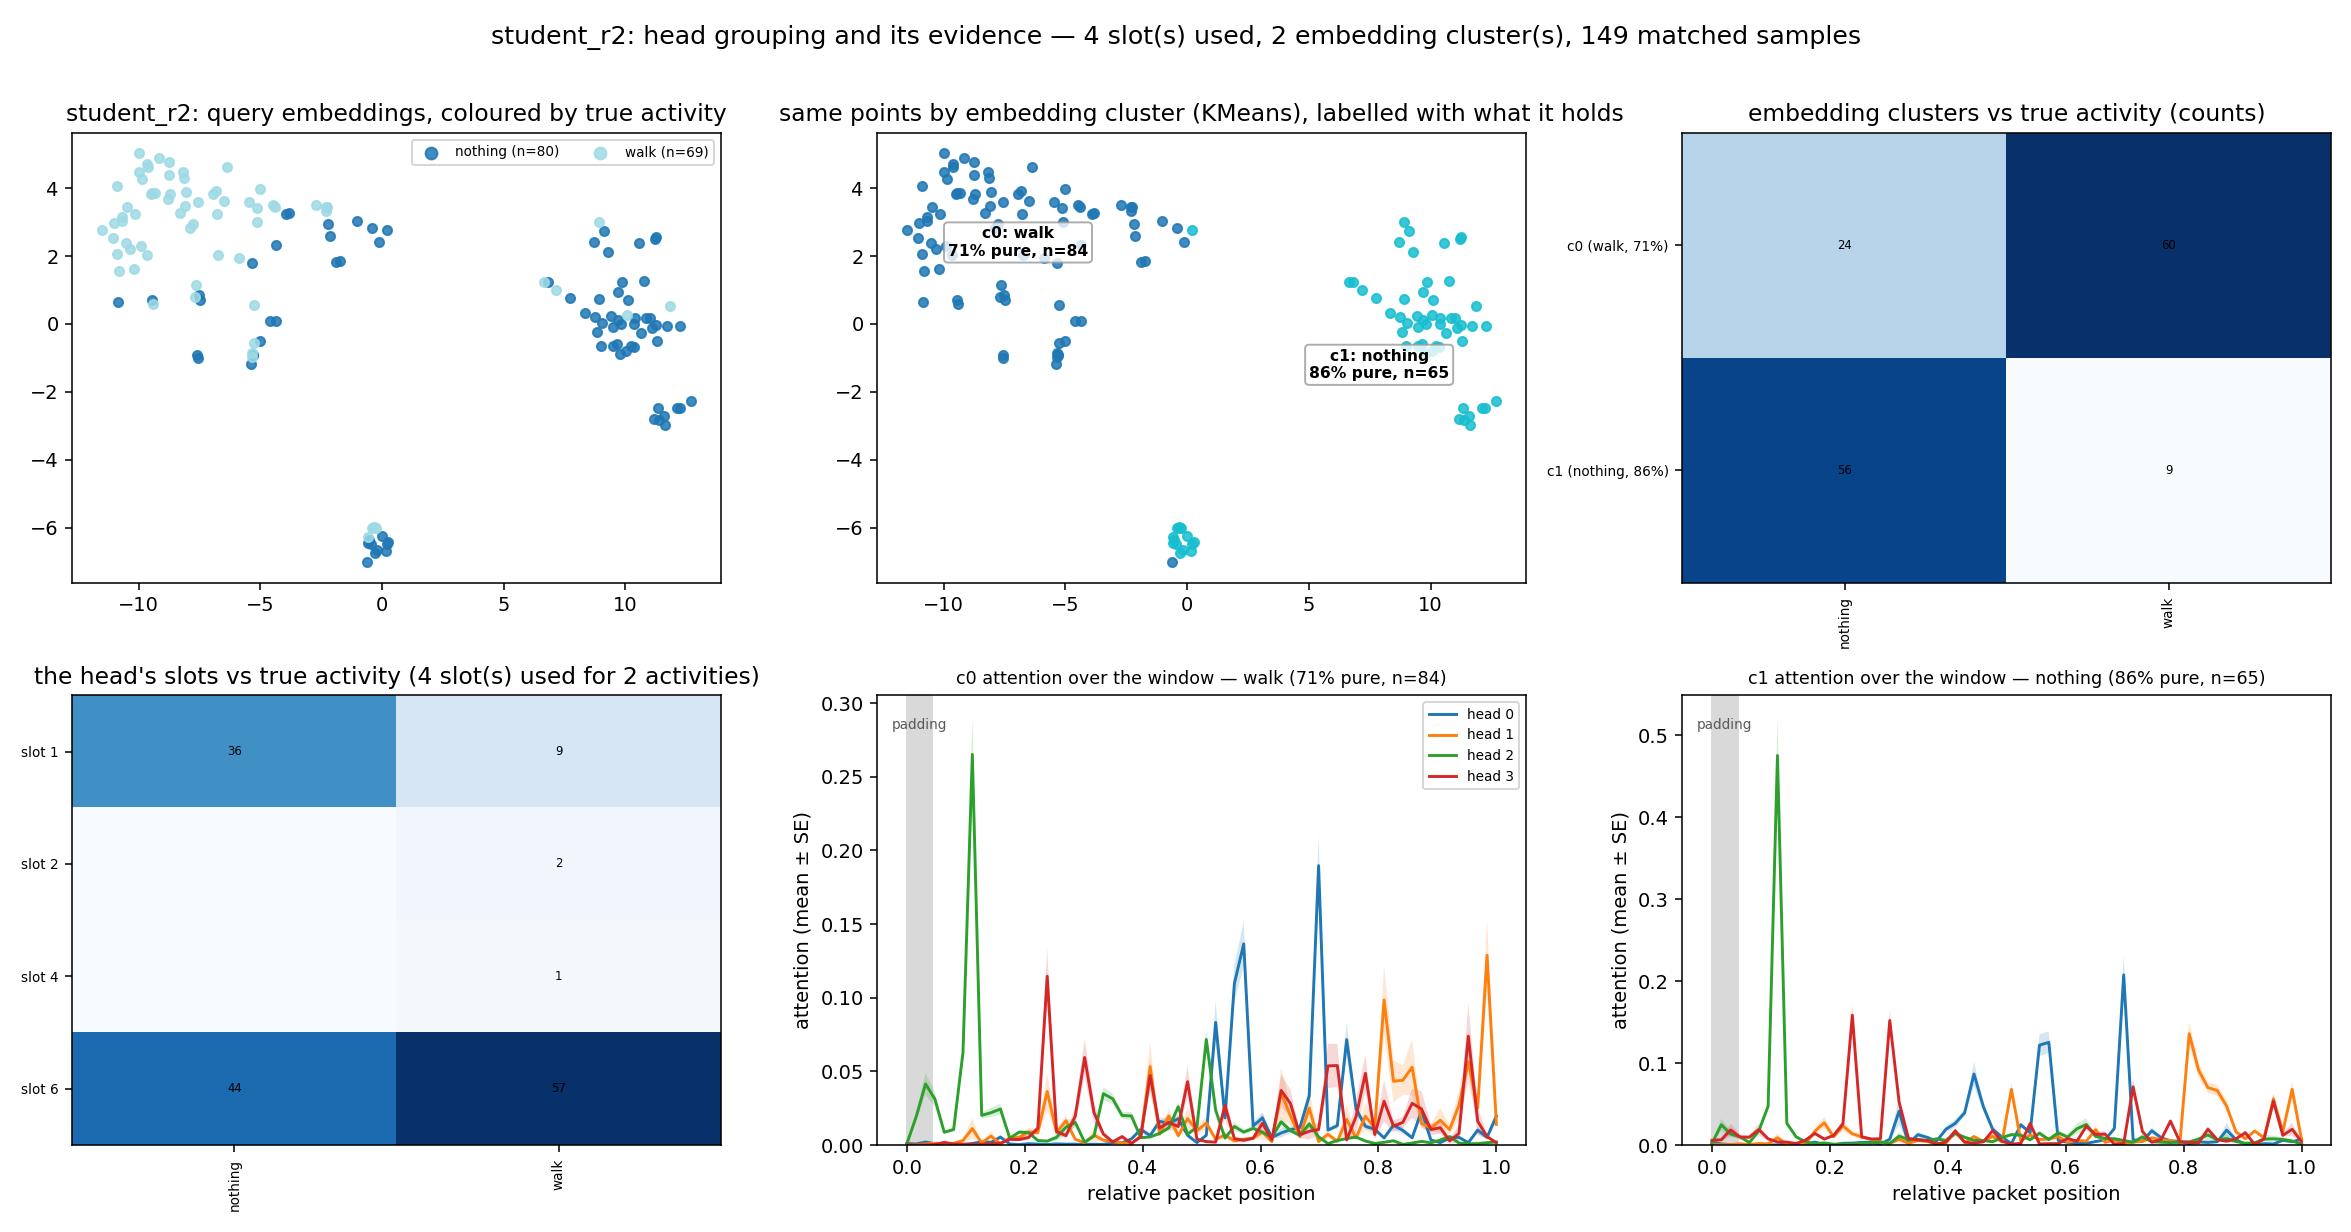 student_r2: head grouping and its evidence — 4 slot(s) used, 2 embedding cluster(s), 149 matched samples
student_r2: query embeddings, coloured by true activity
nothing (n=80)
walk (n=69)
4
2
0
−2
−4
−6
−10
−5
0
5
10
same points by embedding cluster (KMeans), labelled with what it holds
c0: walk
71% pure, n=84
c1: nothing
86% pure, n=65
4
2
0
−2
−4
−6
−10
−5
0
5
10
embedding clusters vs true activity (counts)
c0 (walk, 71%)
24
60
c1 (nothing, 86%)
56
9
nothing
walk
the head's slots vs true activity (4 slot(s) used for 2 activities)
slot 1
36
9
slot 2
2
slot 4
1
slot 6
44
57
nothing
walk
c0 attention over the window — walk (71% pure, n=84)
padding
head 0
head 1
head 2
head 3
attention (mean ± SE)
0.30
0.25
0.20
0.15
0.10
0.05
0.00
0.0
0.2
0.4
0.6
0.8
1.0
relative packet position
c1 attention over the window — nothing (86% pure, n=65)
padding
attention (mean ± SE)
0.5
0.4
0.3
0.2
0.1
0.0
0.0
0.2
0.4
0.6
0.8
1.0
relative packet position